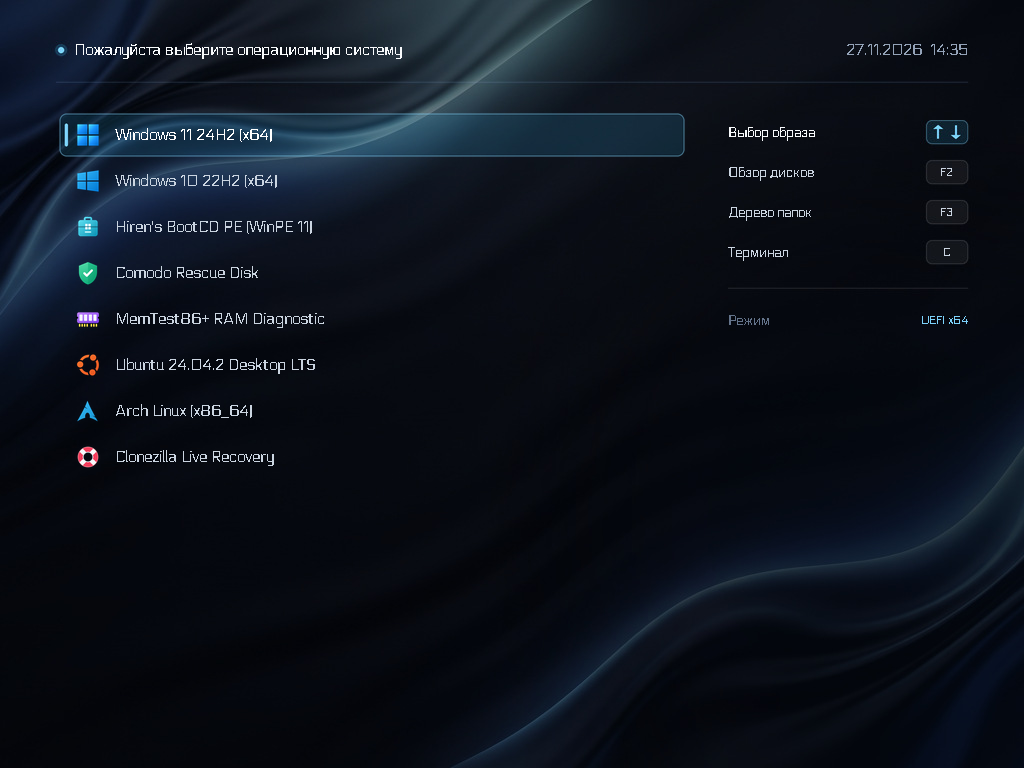 Пожалуйста выберите операционную систему
27.11.2026 14:35
Windows 11 24H2 (x64)
Windows 10 22H2 (x64)
Hiren's BootCD PE (WinPE 11)
Comodo Rescue Disk
MemTest86+ RAM Diagnostic
Ubuntu 24.04.2 Desktop LTS
Arch Linux (x86_64)
Clonezilla Live Recovery
Выбор образа ↑ ↓
Обзор дисков F2
Дерево папок F3
Терминал C
Режим UEFI x64